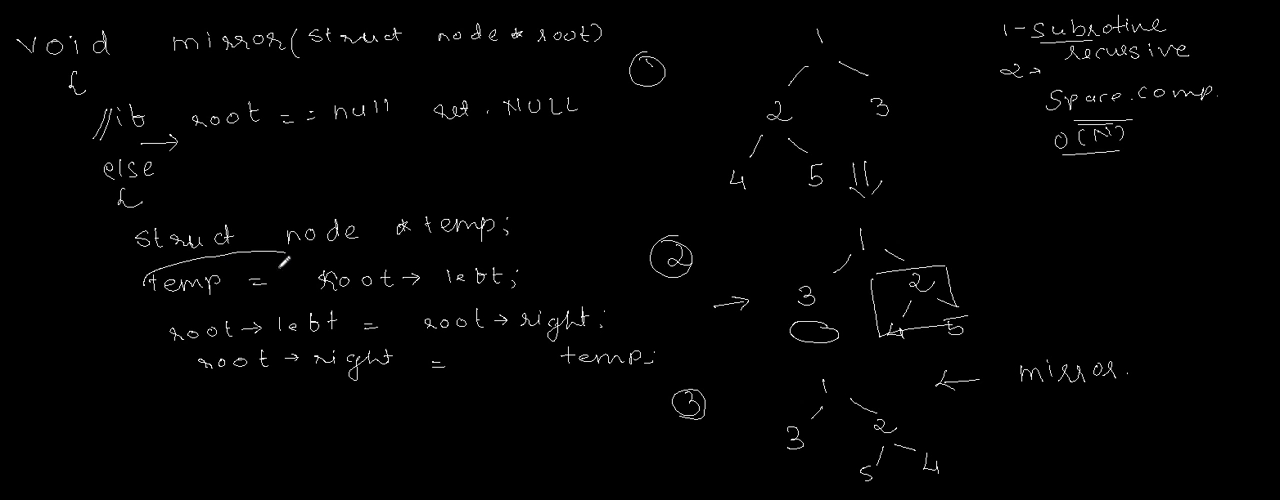 void mirror(struct node * root)
{
//if root == null ret. NULL
else
{
struct node * temp;
temp = root → left;
root → left = root → right;
root → right = temp;
1
1
2 3
4 5
2
1
3 2
4 5
3
1
3 2
5 4
← mirror.
1 - subrotine
recursive
2 →
Space.comp.
O(N)